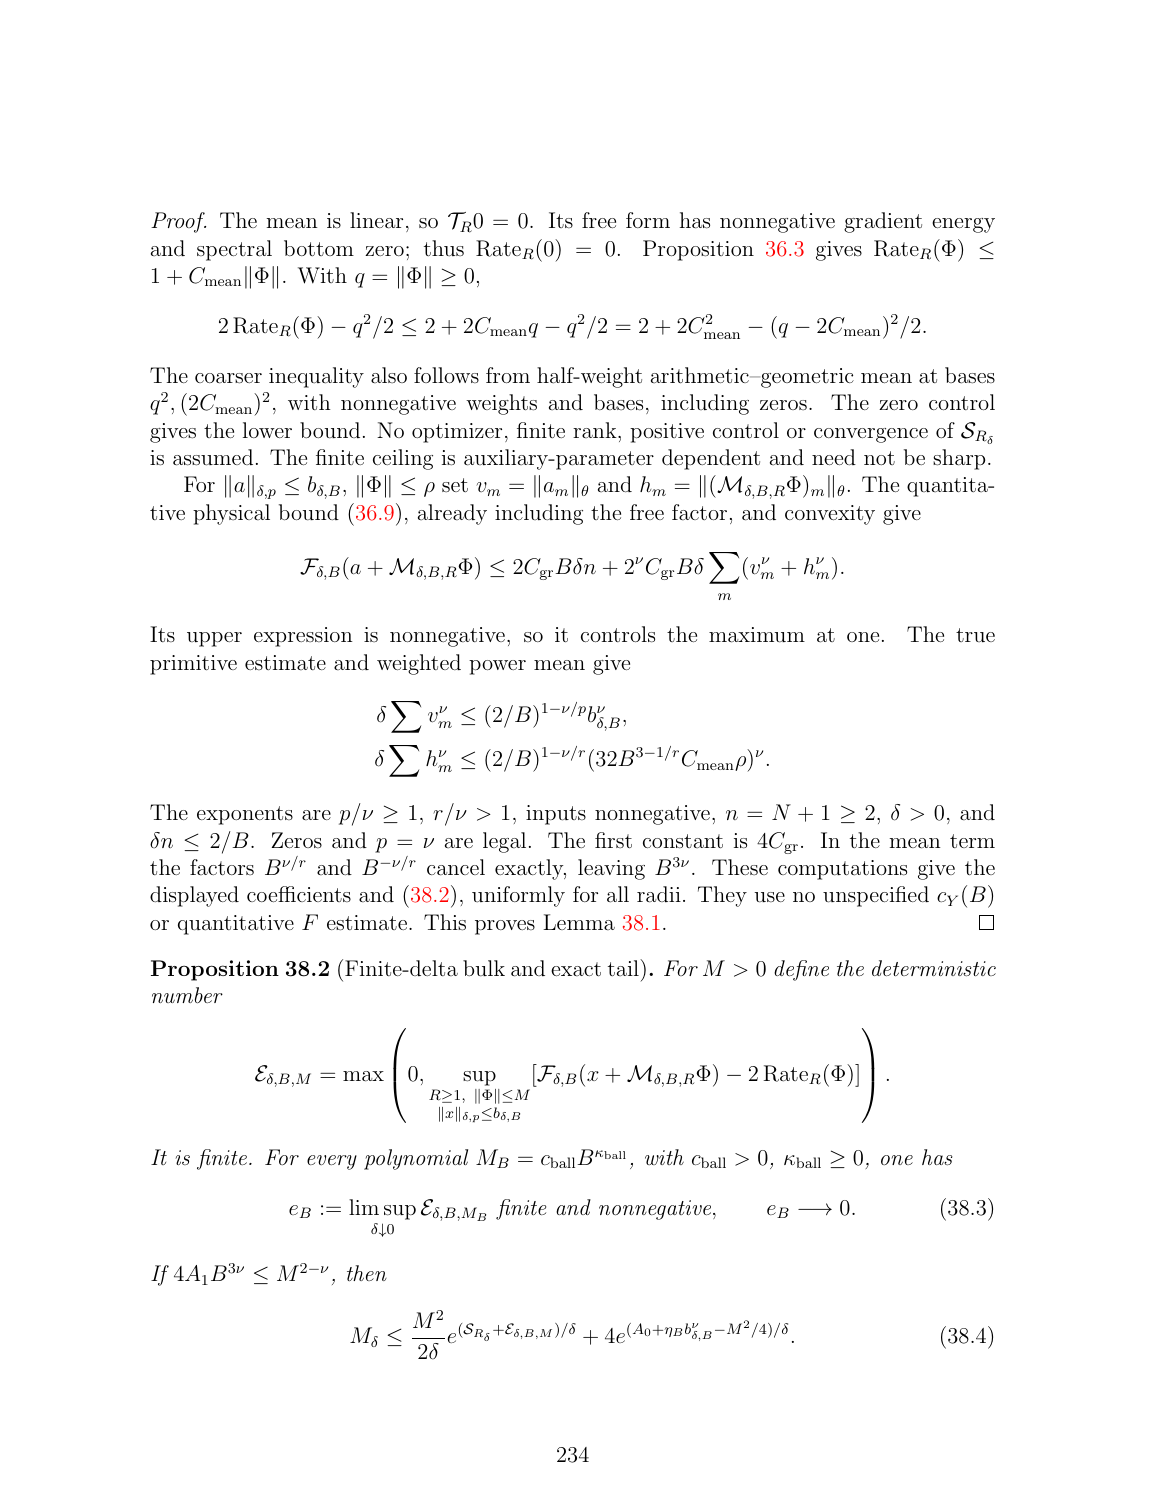 Proof. The mean is linear, so 𝒯_R0 = 0. Its free form has nonnegative gradient energy
and spectral bottom zero; thus Rate_R(0) = 0. Proposition 36.3 gives Rate_R(Φ) ≤
1 + C_mean‖Φ‖. With q = ‖Φ‖ ≥ 0,
2 Rate_R(Φ) − q²/2 ≤ 2 + 2C_mean q − q²/2 = 2 + 2C²_mean − (q − 2C_mean)²/2.
The coarser inequality also follows from half-weight arithmetic–geometric mean at bases
q², (2C_mean)², with nonnegative weights and bases, including zeros. The zero control
gives the lower bound. No optimizer, finite rank, positive control or convergence of 𝒮_{R_δ}
is assumed. The finite ceiling is auxiliary-parameter dependent and need not be sharp.
For ‖a‖_{δ,p} ≤ b_{δ,B}, ‖Φ‖ ≤ ρ set v_m = ‖a_m‖_θ and h_m = ‖(ℳ_{δ,B,R}Φ)_m‖_θ. The quantita-
tive physical bound (36.9), already including the free factor, and convexity give
ℱ_{δ,B}(a + ℳ_{δ,B,R}Φ) ≤ 2C_gr Bδn + 2^ν C_gr Bδ ∑_m (v_m^ν + h_m^ν).
Its upper expression is nonnegative, so it controls the maximum at one. The true
primitive estimate and weighted power mean give
δ ∑ v_m^ν ≤ (2/B)^{1−ν/p} b_{δ,B}^ν,
δ ∑ h_m^ν ≤ (2/B)^{1−ν/r} (32B^{3−1/r} C_mean ρ)^ν.
The exponents are p/ν ≥ 1, r/ν > 1, inputs nonnegative, n = N + 1 ≥ 2, δ > 0, and
δn ≤ 2/B. Zeros and p = ν are legal. The first constant is 4C_gr. In the mean term
the factors B^{ν/r} and B^{−ν/r} cancel exactly, leaving B^{3ν}. These computations give the
displayed coefficients and (38.2), uniformly for all radii. They use no unspecified c_Y(B)
or quantitative F estimate. This proves Lemma 38.1. □
Proposition 38.2 (Finite-delta bulk and exact tail). For M > 0 define the deterministic
number
ℰ_{δ,B,M} = max ( 0, sup_{R≥1, ‖Φ‖≤M, ‖x‖_{δ,p}≤b_{δ,B}} [ℱ_{δ,B}(x + ℳ_{δ,B,R}Φ) − 2 Rate_R(Φ)] ).
It is finite. For every polynomial M_B = c_ball B^{κ_ball}, with c_ball > 0, κ_ball ≥ 0, one has
e_B := lim sup_{δ↓0} ℰ_{δ,B,M_B} finite and nonnegative, e_B ⟶ 0. (38.3)
If 4A_1B^{3ν} ≤ M^{2−ν}, then
M_δ ≤ M²/2δ e^{(𝒮_{R_δ}+ℰ_{δ,B,M})/δ} + 4e^{(A_0+η_B b_{δ,B}^ν−M²/4)/δ}. (38.4)
234